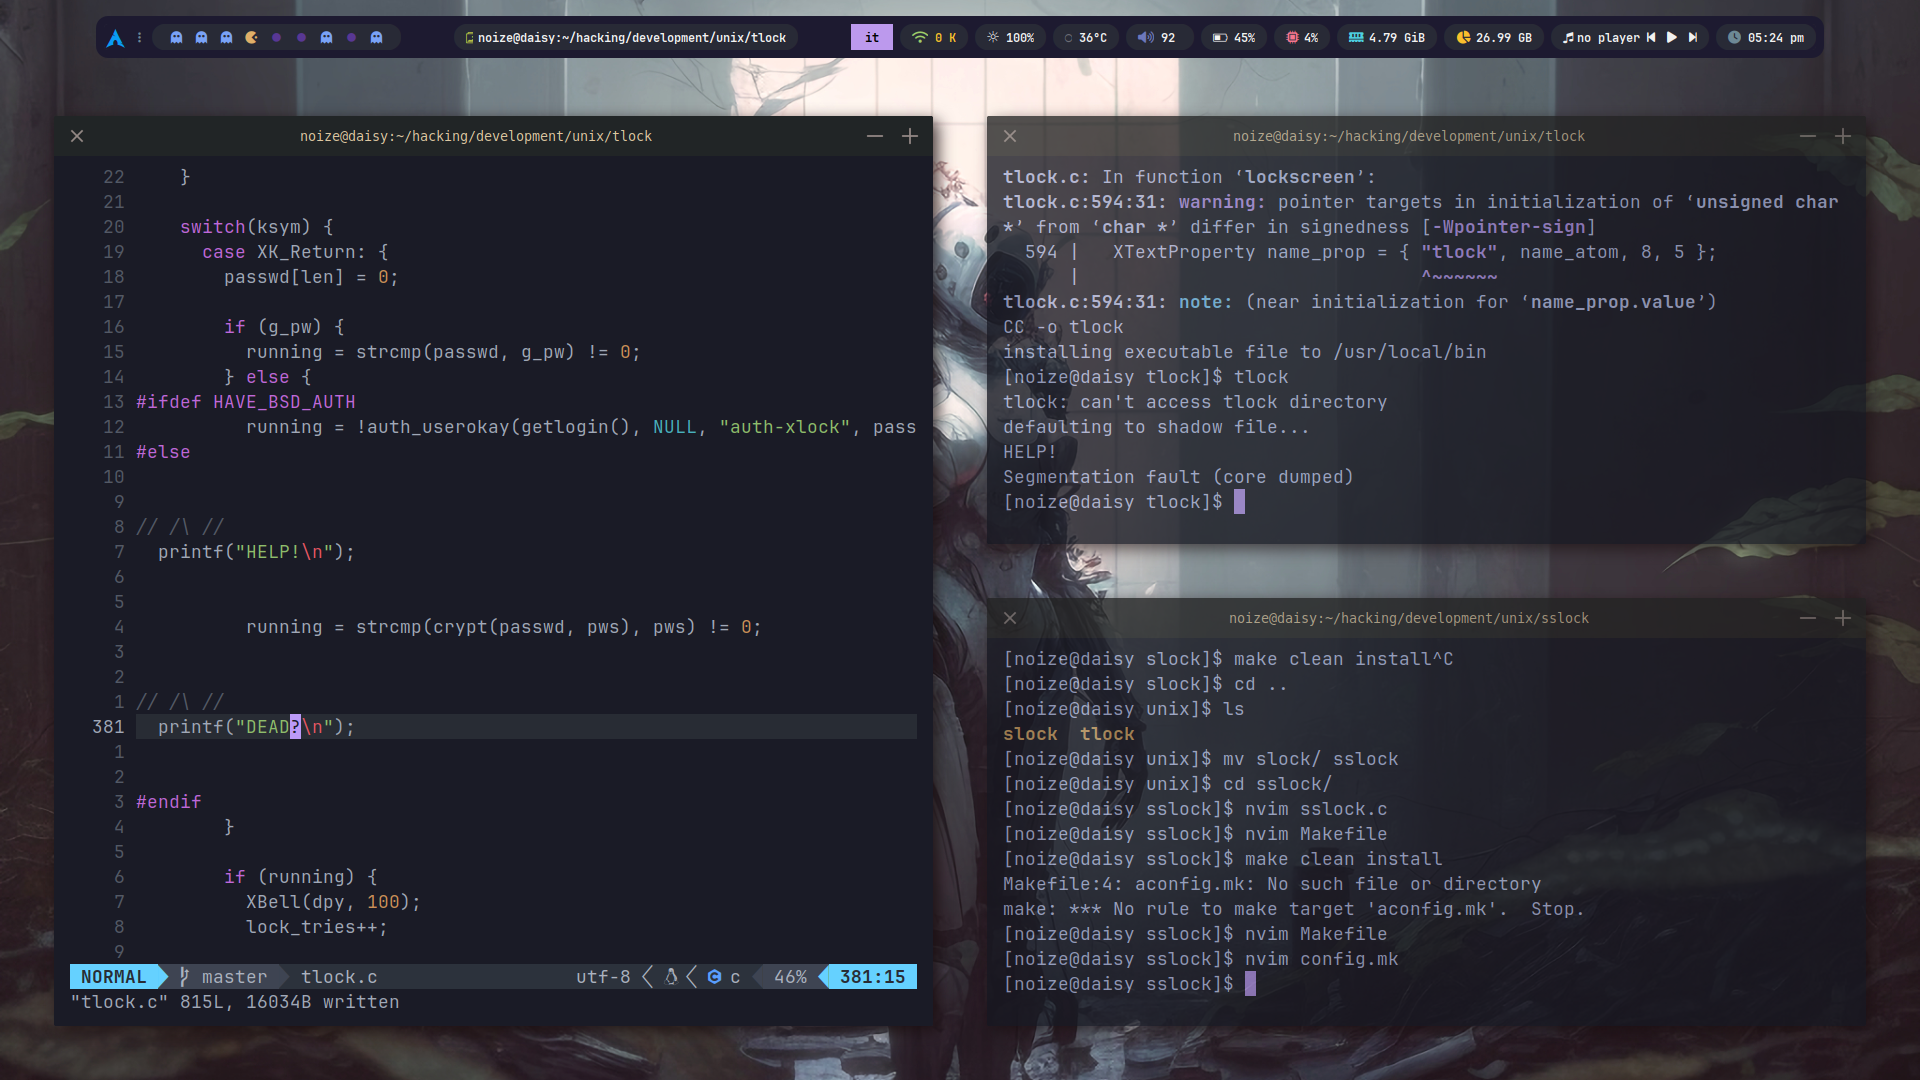 noize@daisy:~/hacking/development/unix/tlock
it
0 K
100%
36°C
92
45%
4%
4.79 GiB
26.99 GB
no player
05:24 pm
noize@daisy:~/hacking/development/unix/tlock
22     }
21
20     switch(ksym) {
19       case XK_Return: {
18         passwd[len] = 0;
17
16         if (g_pw) {
15           running = strcmp(passwd, g_pw) != 0;
14         } else {
13 #ifdef HAVE_BSD_AUTH
12           running = !auth_userokay(getlogin(), NULL, "auth-xlock", pass
11 #else
10
9
8 // /\ //
7   printf("HELP!\n");
6
5
4           running = strcmp(crypt(passwd, pws), pws) != 0;
3
2
1 // /\ //
381   printf("DEAD?\n");
1
2
3 #endif
4         }
5
6         if (running) {
7           XBell(dpy, 100);
8           lock_tries++;
9
NORMAL master tlock.c utf-8 c 46% 381:15
"tlock.c" 815L, 16034B written
noize@daisy:~/hacking/development/unix/tlock
tlock.c: In function ‘lockscreen’:
tlock.c:594:31: warning: pointer targets in initialization of ‘unsigned char
*’ from ‘char *’ differ in signedness [-Wpointer-sign]
  594 |   XTextProperty name_prop = { "tlock", name_atom, 8, 5 };
      |                               ^~~~~~~
tlock.c:594:31: note: (near initialization for ‘name_prop.value’)
CC -o tlock
installing executable file to /usr/local/bin
[noize@daisy tlock]$ tlock
tlock: can't access tlock directory
defaulting to shadow file...
HELP!
Segmentation fault (core dumped)
[noize@daisy tlock]$
noize@daisy:~/hacking/development/unix/sslock
[noize@daisy slock]$ make clean install^C
[noize@daisy slock]$ cd ..
[noize@daisy unix]$ ls
slock  tlock
[noize@daisy unix]$ mv slock/ sslock
[noize@daisy unix]$ cd sslock/
[noize@daisy sslock]$ nvim sslock.c
[noize@daisy sslock]$ nvim Makefile
[noize@daisy sslock]$ make clean install
Makefile:4: aconfig.mk: No such file or directory
make: *** No rule to make target 'aconfig.mk'.  Stop.
[noize@daisy sslock]$ nvim Makefile
[noize@daisy sslock]$ nvim config.mk
[noize@daisy sslock]$